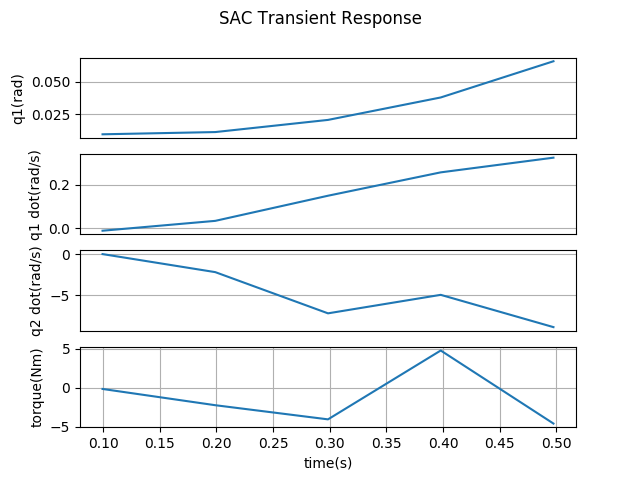 SAC Transient Response
q1(rad)
0.050
0.025
q1 dot(rad/s)
0.2
0.0
q2 dot(rad/s)
0
−5
torque(Nm)
5
0
−5
0.10 0.15 0.20 0.25 0.30 0.35 0.40 0.45 0.50
time(s)